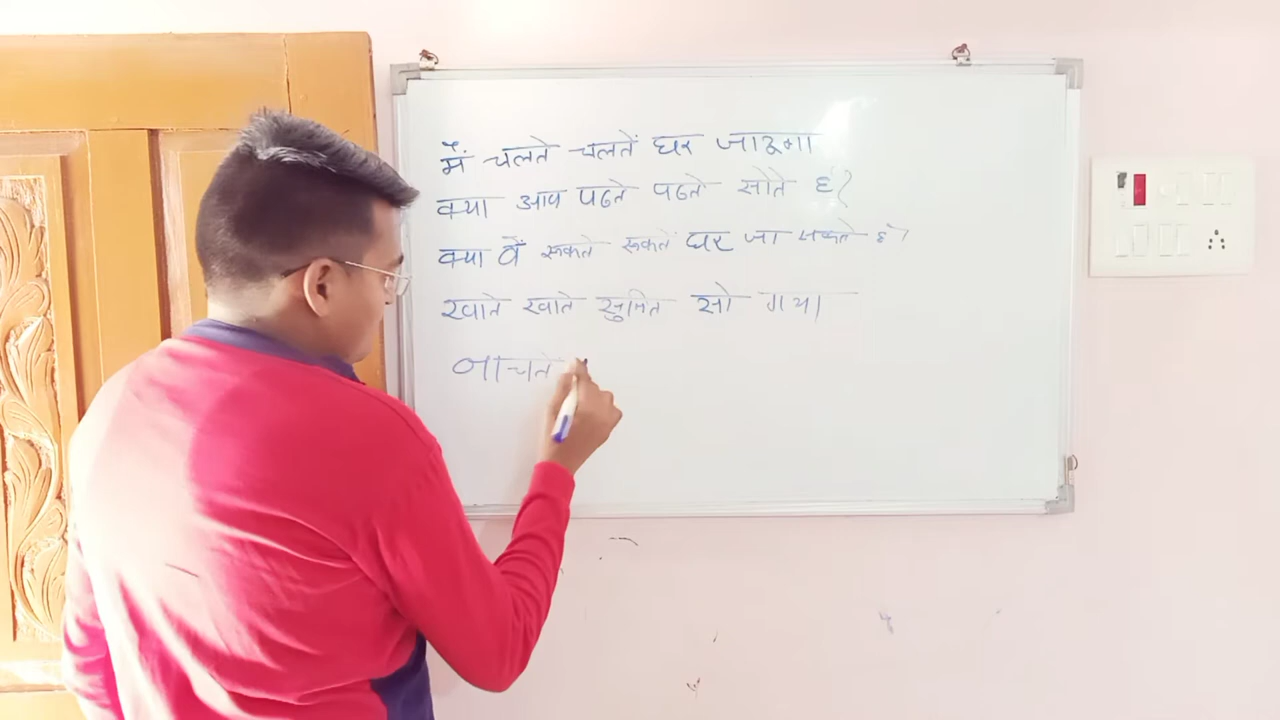 में चलते चलतें घर जाऊगा
क्या आप पढते पढते सोते है?
क्या वें रूकते रूकतें घर जा सकते है?
खाते खाते सुमित सो गया
नाचते